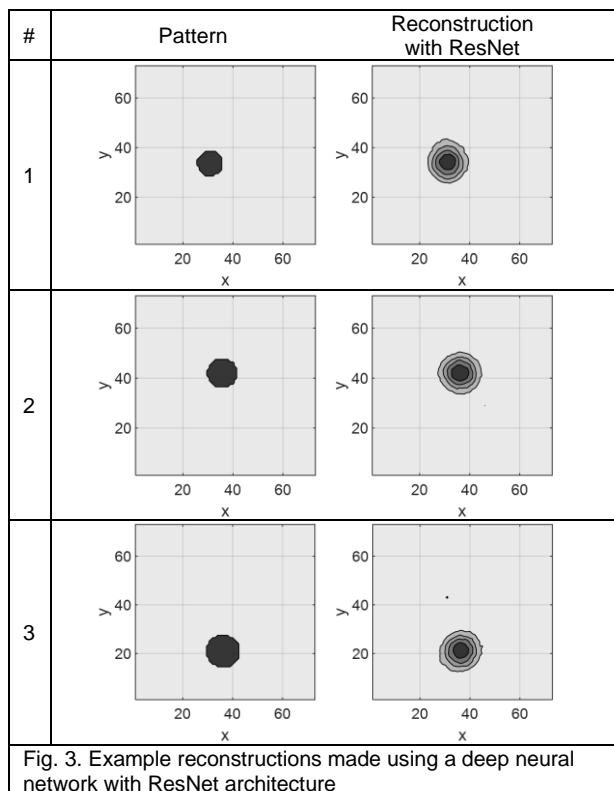 # Pattern Reconstruction with ResNet
1
60
40
20
y
20 40 60
x
60
40
20
y
20 40 60
x
2
60
40
20
y
20 40 60
x
60
40
20
y
20 40 60
x
3
60
40
20
y
20 40 60
x
60
40
20
y
20 40 60
x
Fig. 3. Example reconstructions made using a deep neural
network with ResNet architecture